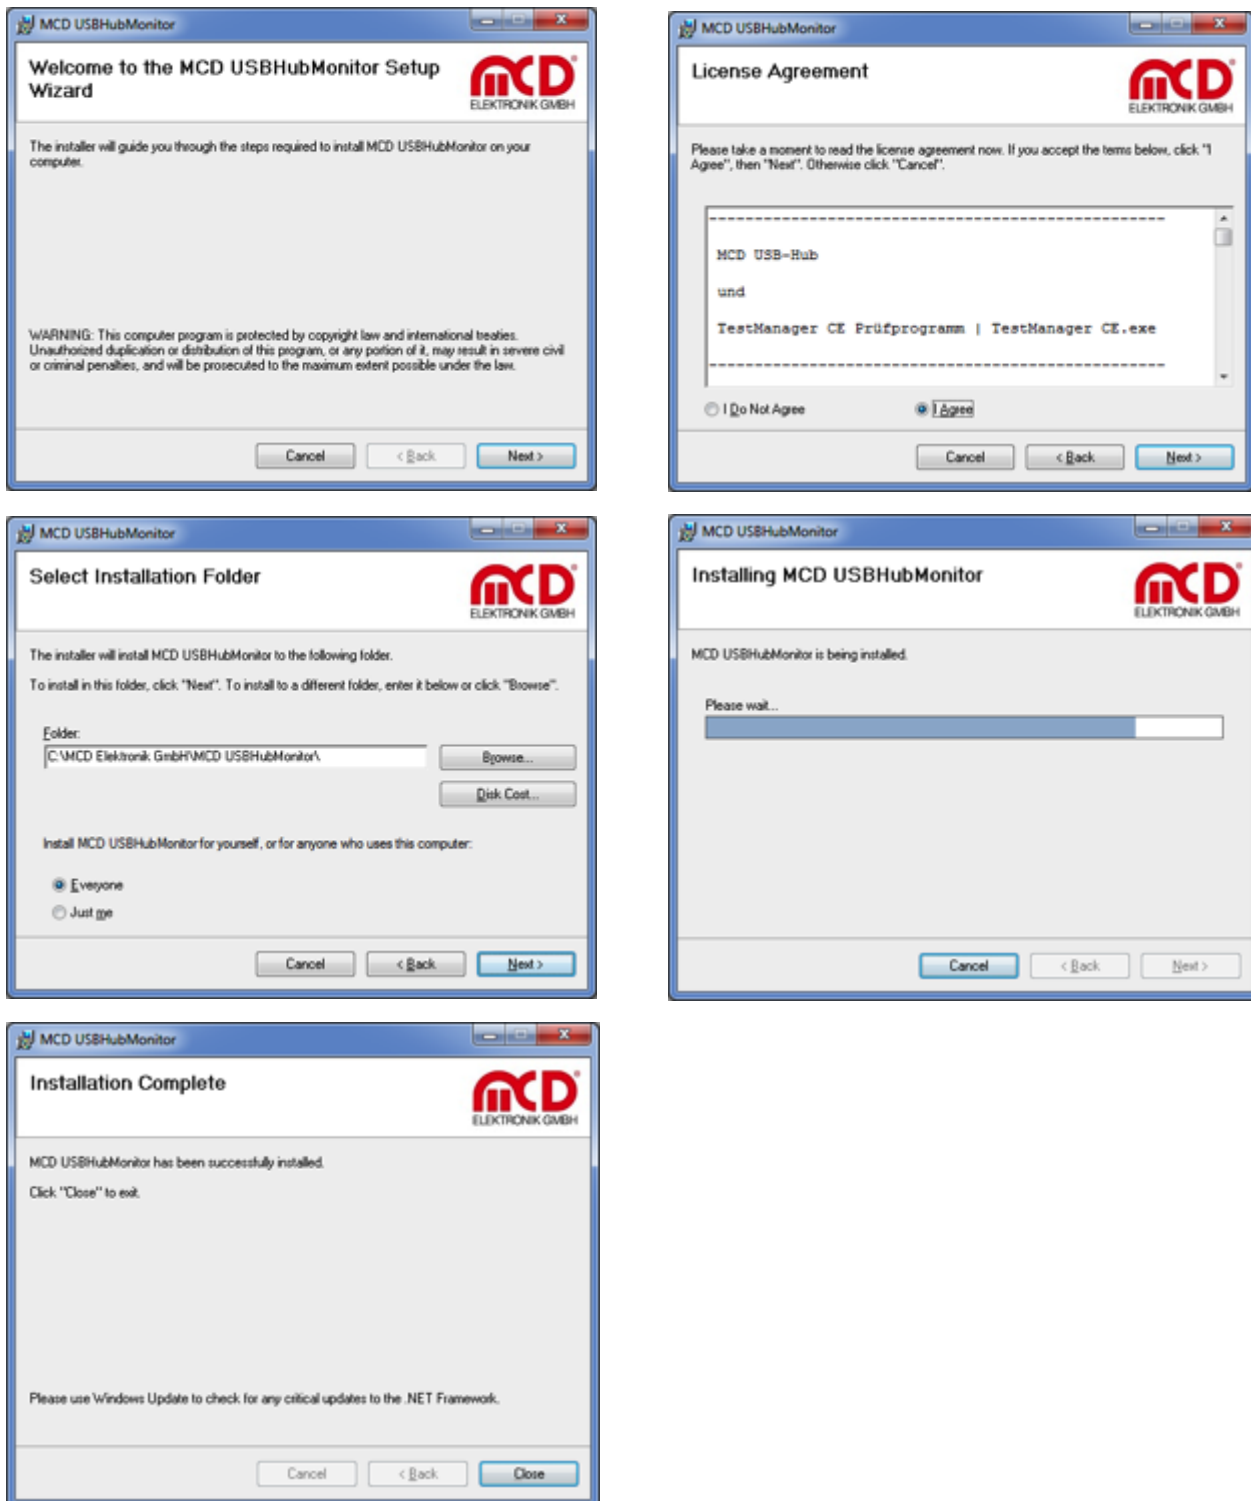 MCD USBHubMonitor
Welcome to the MCD USBHubMonitor Setup
Wizard
MCD
ELEKTRONIK GMBH
The installer will guide you through the steps required to install MCD USBHubMonitor on your
computer.
WARNING: This computer program is protected by copyright law and international treaties.
Unauthorized duplication or distribution of this program, or any portion of it, may result in severe civil
or criminal penalties, and will be prosecuted to the maximum extent possible under the law.
Cancel
< Back
Next >
MCD USBHubMonitor
License Agreement
MCD
ELEKTRONIK GMBH
Please take a moment to read the license agreement now. If you accept the terms below, click "I
Agree", then "Next". Otherwise click "Cancel".
MCD USB-Hub
und
TestManager CE Prüfprogramm | TestManager CE.exe
I Do Not Agree
I Agree
Cancel
< Back
Next >
MCD USBHubMonitor
Select Installation Folder
MCD
ELEKTRONIK GMBH
The installer will install MCD USBHubMonitor to the following folder.
To install in this folder, click "Next". To install to a different folder, enter it below or click "Browse".
Folder:
C:\MCD Elektronik GmbH\MCD USBHubMonitor\
Browse...
Disk Cost...
Install MCD USBHubMonitor for yourself, or for anyone who uses this computer:
Everyone
Just me
Cancel
< Back
Next >
MCD USBHubMonitor
Installing MCD USBHubMonitor
MCD
ELEKTRONIK GMBH
MCD USBHubMonitor is being installed.
Please wait...
Cancel
< Back
Next >
MCD USBHubMonitor
Installation Complete
MCD
ELEKTRONIK GMBH
MCD USBHubMonitor has been successfully installed.
Click "Close" to exit.
Please use Windows Update to check for any critical updates to the .NET Framework.
Cancel
< Back
Close